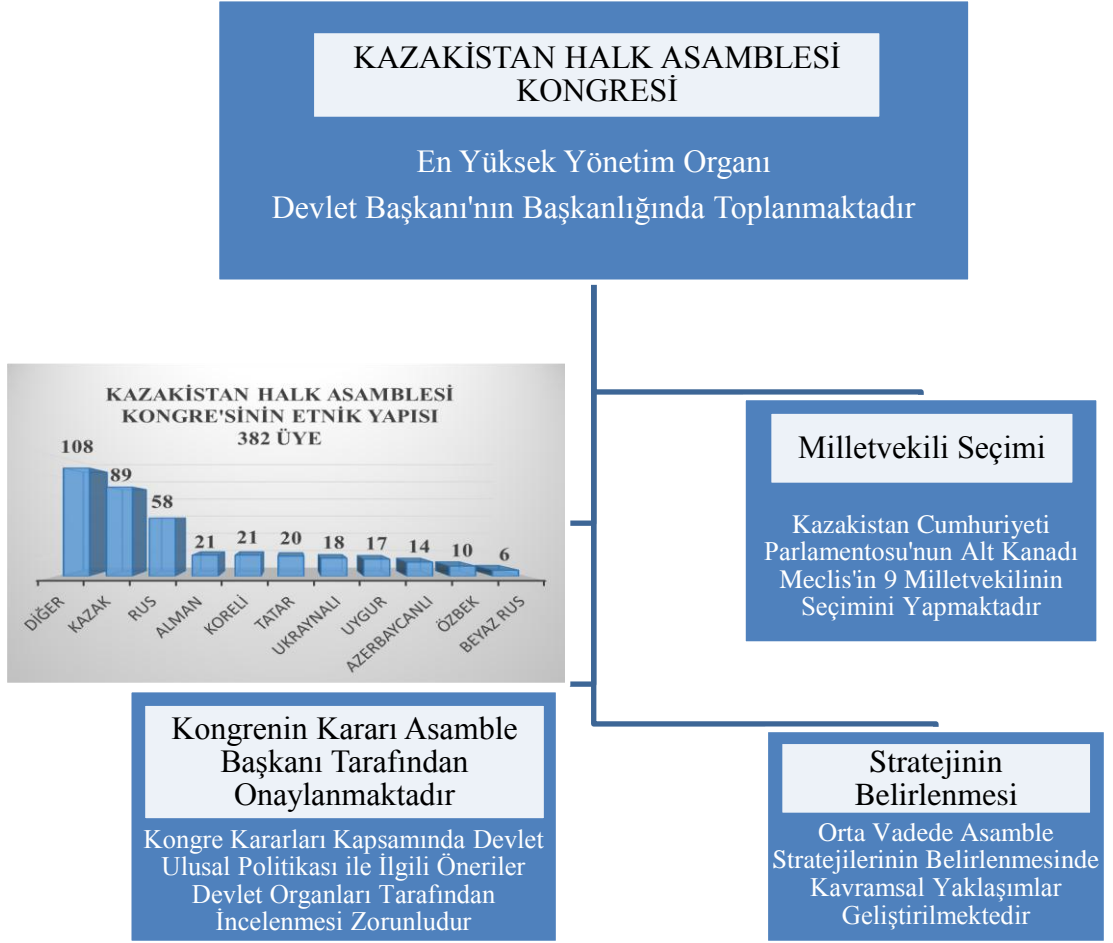 KAZAKİSTAN HALK ASAMBLESİ
KONGRESİ
En Yüksek Yönetim Organı
Devlet Başkanı'nın Başkanlığında Toplanmaktadır
KAZAKİSTAN HALK ASAMBLESİ
KONGRE'SİNİN ETNİK YAPISI
382 ÜYE
108
89
58
21
21
20
18
17
14
10
6
DİĞER
KAZAK
RUS
ALMAN
KORELİ
TATAR
UKRAYNALI
UYGUR
AZERBAYCANLI
ÖZBEK
BEYAZ RUS
Milletvekili Seçimi
Kazakistan Cumhuriyeti
Parlamentosu'nun Alt Kanadı
Meclis'in 9 Milletvekilinin
Seçimini Yapmaktadır
Kongrenin Kararı Asamble
Başkanı Tarafından
Onaylanmaktadır
Kongre Kararları Kapsamında Devlet
Ulusal Politikası ile İlgili Öneriler
Devlet Organları Tarafından
İncelenmesi Zorunludur
Stratejinin
Belirlenmesi
Orta Vadede Asamble
Stratejilerinin Belirlenmesinde
Kavramsal Yaklaşımlar
Geliştirilmektedir